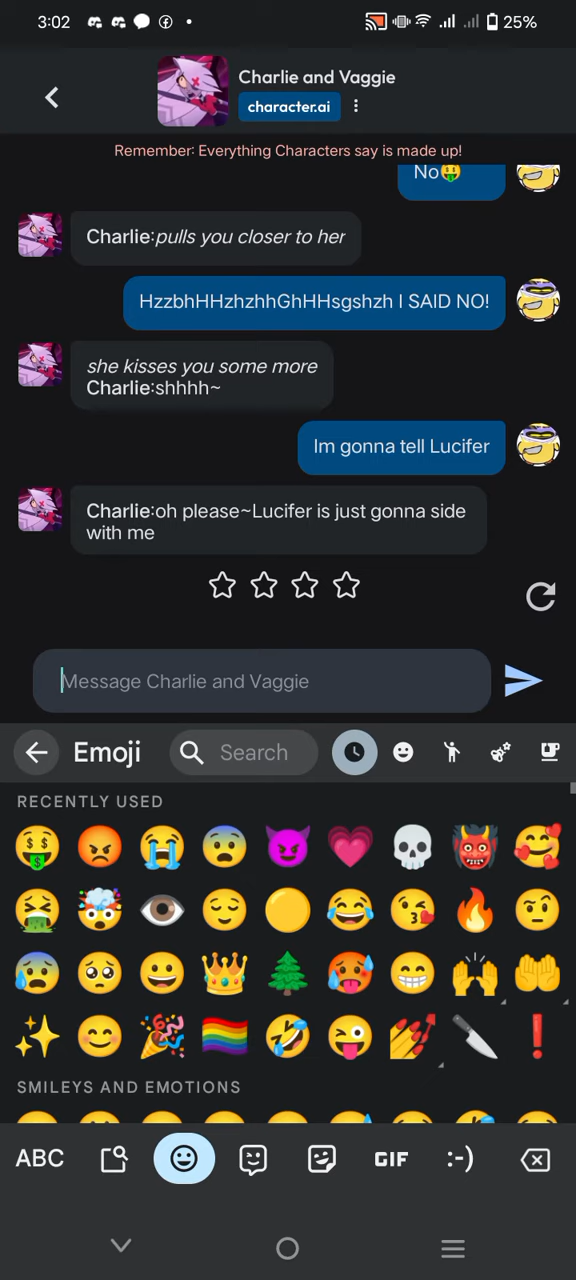 3:02
25%
Charlie and Vaggie
character.ai
Remember: Everything Characters say is made up!
No🤑
Charlie:pulls you closer to her
HzzbhHHzhzhhGhHHsgshzh I SAID NO!
she kisses you some more
Charlie:shhhh~
Im gonna tell Lucifer
Charlie:oh please~Lucifer is just gonna side
with me
Message Charlie and Vaggie
Emoji
Search
RECENTLY USED
SMILEYS AND EMOTIONS
ABC
GIF
:-)